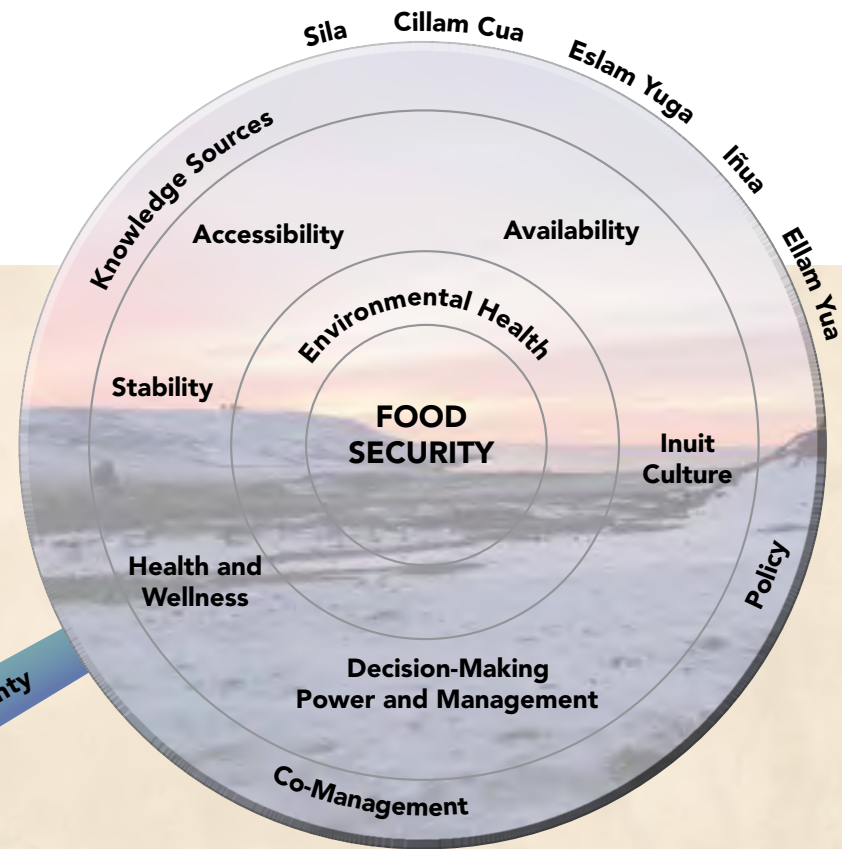 Sila
Cillam Cua
Eslam Yuga
Iñua
Ellam Yua
Knowledge Sources
Accessibility
Availability
Environmental Health
Stability
FOOD
SECURITY
Inuit
Culture
Health and
Wellness
Policy
Decision-Making
Power and Management
Co-Management